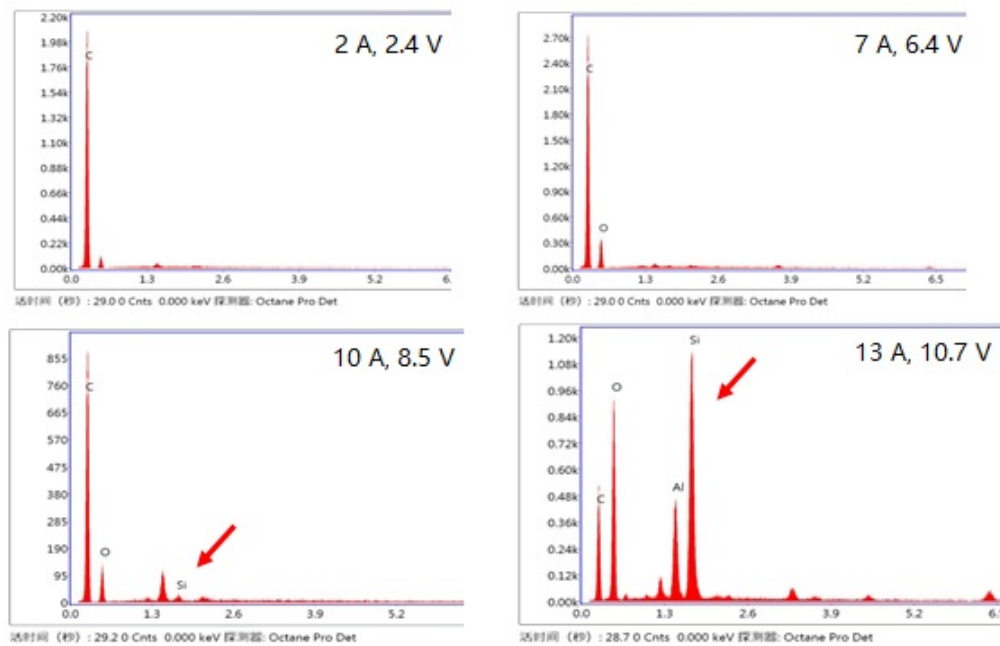 2 A, 2.4 V
2.20k
1.98k
1.76k
1.54k
1.32k
1.10k
0.88k
0.66k
0.44k
0.22k
0.00k
C
0.0 1.3 2.6 3.9 5.2 6.
活时间 (秒) : 29.0 0 Cnts 0.000 keV 探测器: Octane Pro Det
7 A, 6.4 V
2.70k
2.40k
2.10k
1.80k
1.50k
1.20k
0.90k
0.60k
0.30k
0.00k
C
O
0.0 1.3 2.6 3.9 5.2 6.5
活时间 (秒) : 29.0 0 Cnts 0.000 keV 探测器: Octane Pro Det
10 A, 8.5 V
855
760
665
570
475
380
285
190
95
0
C
O
Si
0.0 1.3 2.6 3.9 5.2
活时间 (秒) : 29.2 0 Cnts 0.000 keV 探测器: Octane Pro Det
13 A, 10.7 V
1.20k
1.08k
0.96k
0.84k
0.72k
0.60k
0.48k
0.36k
0.24k
0.12k
0.00k
C
O
Al
Si
0.0 1.3 2.6 3.9 5.2 6.
活时间 (秒) : 28.7 0 Cnts 0.000 keV 探测器: Octane Pro Det